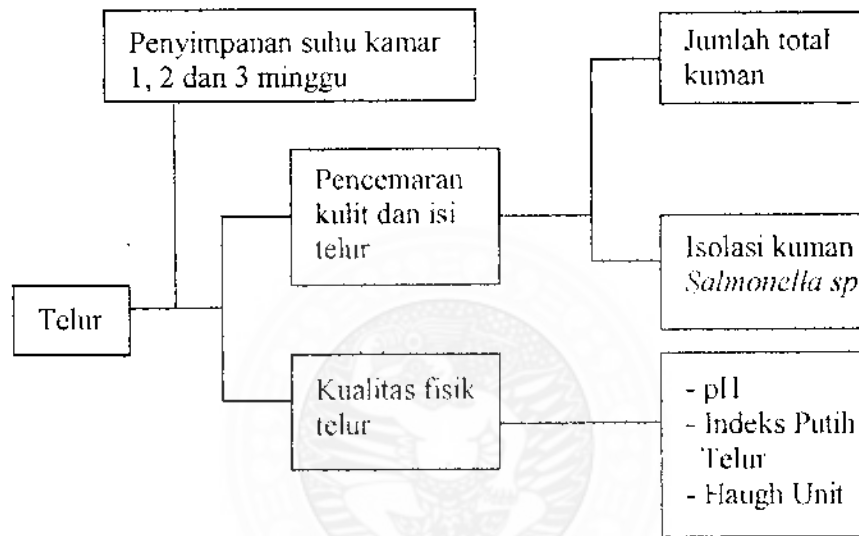 Penyimpanan suhu kamar
1, 2 dan 3 minggu
Jumlah total
kuman
Pencemaran
kulit dan isi
telur
Isolasi kuman
Salmonella sp
Telur
Kualitas fisik
telur
- pH
- Indeks Putih
Telur
- Haugh Unit